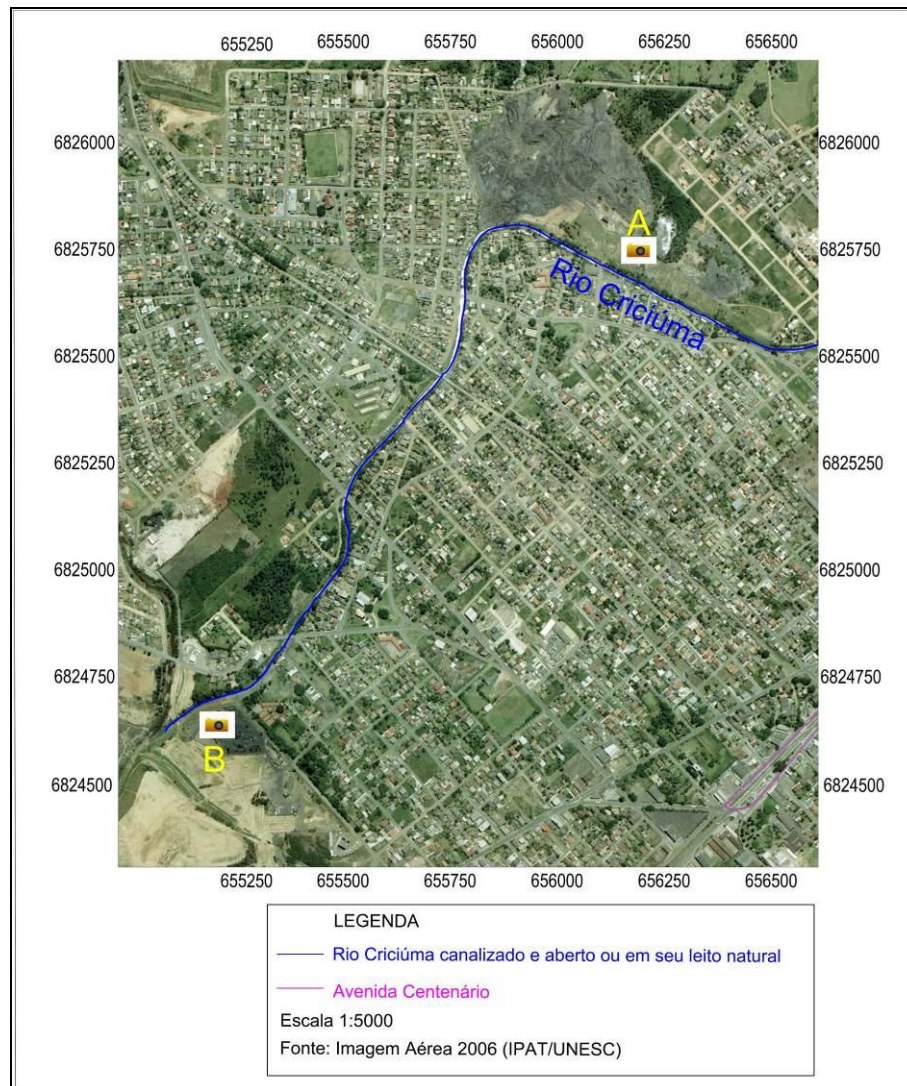 655250 655500 655750 656000 656250 656500
6826000 6826000
A
6825750 6825750
Rio Criciúma
6825500 6825500
6825250 6825250
6825000 6825000
6824750 6824750
B
6824500 6824500
655250 655500 655750 656000 656250 656500
LEGENDA
Rio Criciúma canalizado e aberto ou em seu leito natural
Avenida Centenário
Escala 1:5000
Fonte: Imagem Aérea 2006 (IPAT/UNESC)